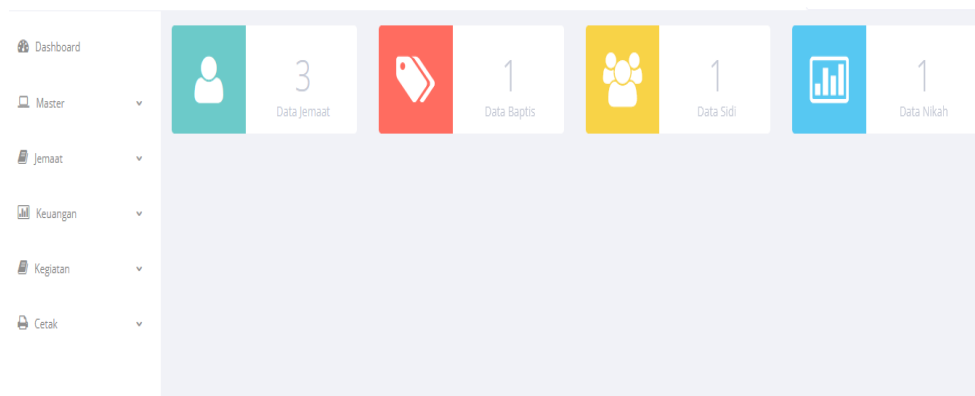 Dashboard
Master
Jemaat
Keuangan
Kegiatan
Cetak
3
Data Jemaat
1
Data Baptis
1
Data Sidi
1
Data NIkah